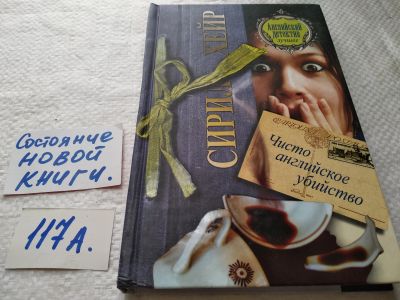 Состояние
НОВОЙ
КНИГИ.
117А.
СИРИЛ ХЕЙР
Английский
детектив
лучшее
Чисто
английское
убийство